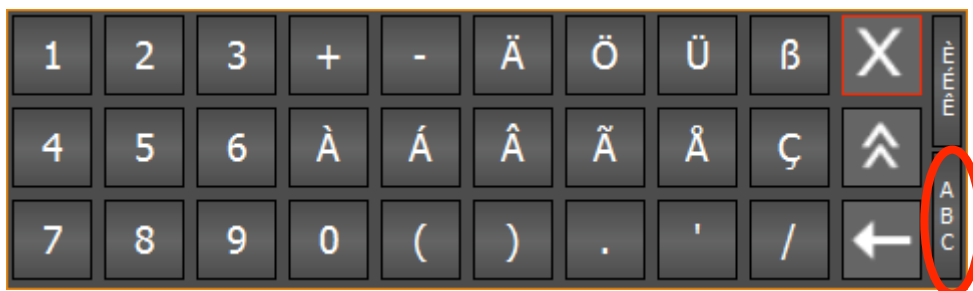 1 2 3 + - Ä Ö Ü ß X
È
É
Ê
4 5 6 À Á Â Ã Å Ç
A
B
C
7 8 9 0 ( ) . ' /